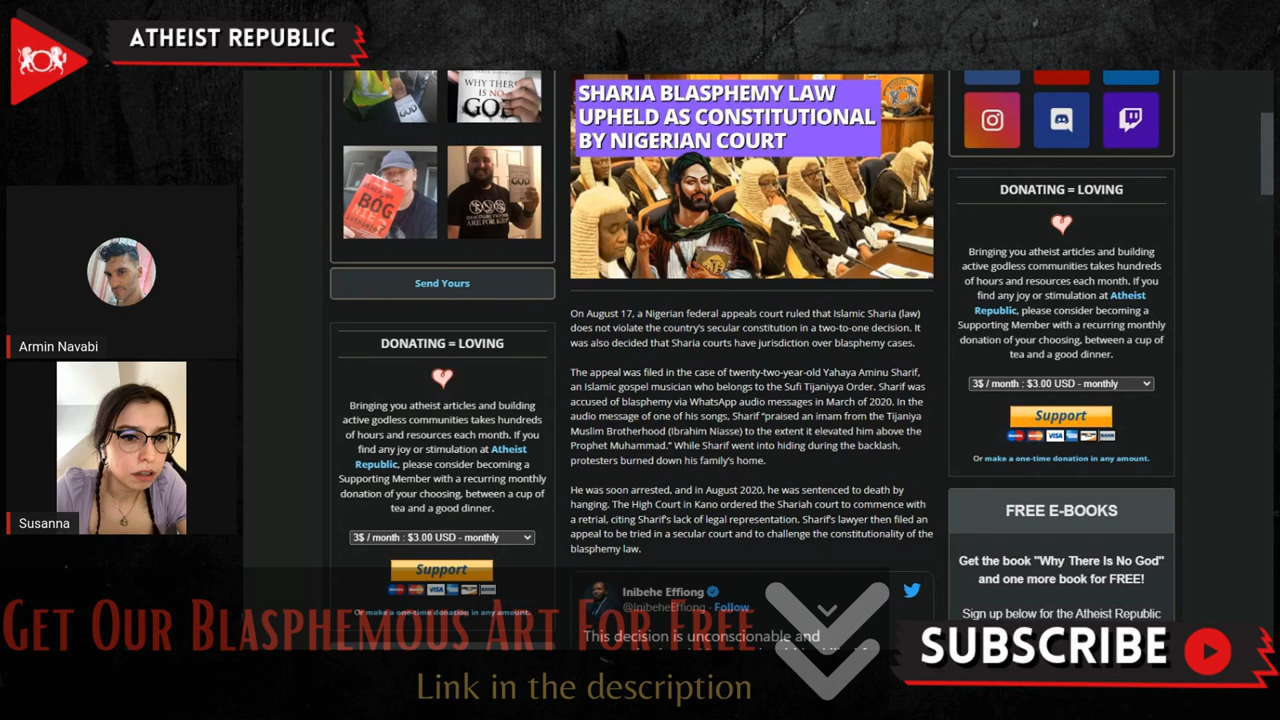 ATHEIST REPUBLIC
Armin Navabi
Susanna
WHY THERE
IS NO
GOD
BOG
GOD
Send Yours
DONATING = LOVING
Bringing you atheist articles and building
active godless communities takes hundreds
of hours and resources each month. If you
find any joy or stimulation at Atheist
Republic, please consider becoming a
Supporting Member with a recurring monthly
donation of your choosing, between a cup of
tea and a good dinner.
3$ / month : $3.00 USD - monthly
Support
VISA
Or make a one-time donation in any amount.
SHARIA BLASPHEMY LAW
UPHELD AS CONSTITUTIONAL
BY NIGERIAN COURT
On August 17, a Nigerian federal appeals court ruled that Islamic Sharia (law)
does not violate the country's secular constitution in a two-to-one decision. It
was also decided that Sharia courts have jurisdiction over blasphemy cases.
The appeal was filed in the case of twenty-two-year-old Yahaya Aminu Sharif,
an Islamic gospel musician who belongs to the Sufi Tijaniyya Order. Sharif was
accused of blasphemy via WhatsApp audio messages in March of 2020. In the
audio message of one of his songs, Sharif “praised an imam from the Tijaniya
Muslim Brotherhood (Ibrahim Niasse) to the extent it elevated him above the
Prophet Muhammad.” While Sharif went into hiding during the backlash,
protesters burned down his family's home.
He was soon arrested, and in August 2020, he was sentenced to death by
hanging. The High Court in Kano ordered the Shariah court to commence with
a retrial, citing Sharif's lack of legal representation. Sharif's lawyer then filed an
appeal to be tried in a secular court and to challenge the constitutionality of the
blasphemy law.
Inibehe Effiong
@InibeheEffiong · Follow
This decision is unconscionable and
DONATING = LOVING
Bringing you atheist articles and building
active godless communities takes hundreds
of hours and resources each month. If you
find any joy or stimulation at Atheist
Republic, please consider becoming a
Supporting Member with a recurring monthly
donation of your choosing, between a cup of
tea and a good dinner.
3$ / month : $3.00 USD - monthly
Support
VISA
Or make a one-time donation in any amount.
FREE E-BOOKS
Get the book "Why There Is No God"
and one more book for FREE!
Sign up below for the Atheist Republic
GET OUR BLASPHEMOUS ART FOR FREE
Link in the description
SUBSCRIBE